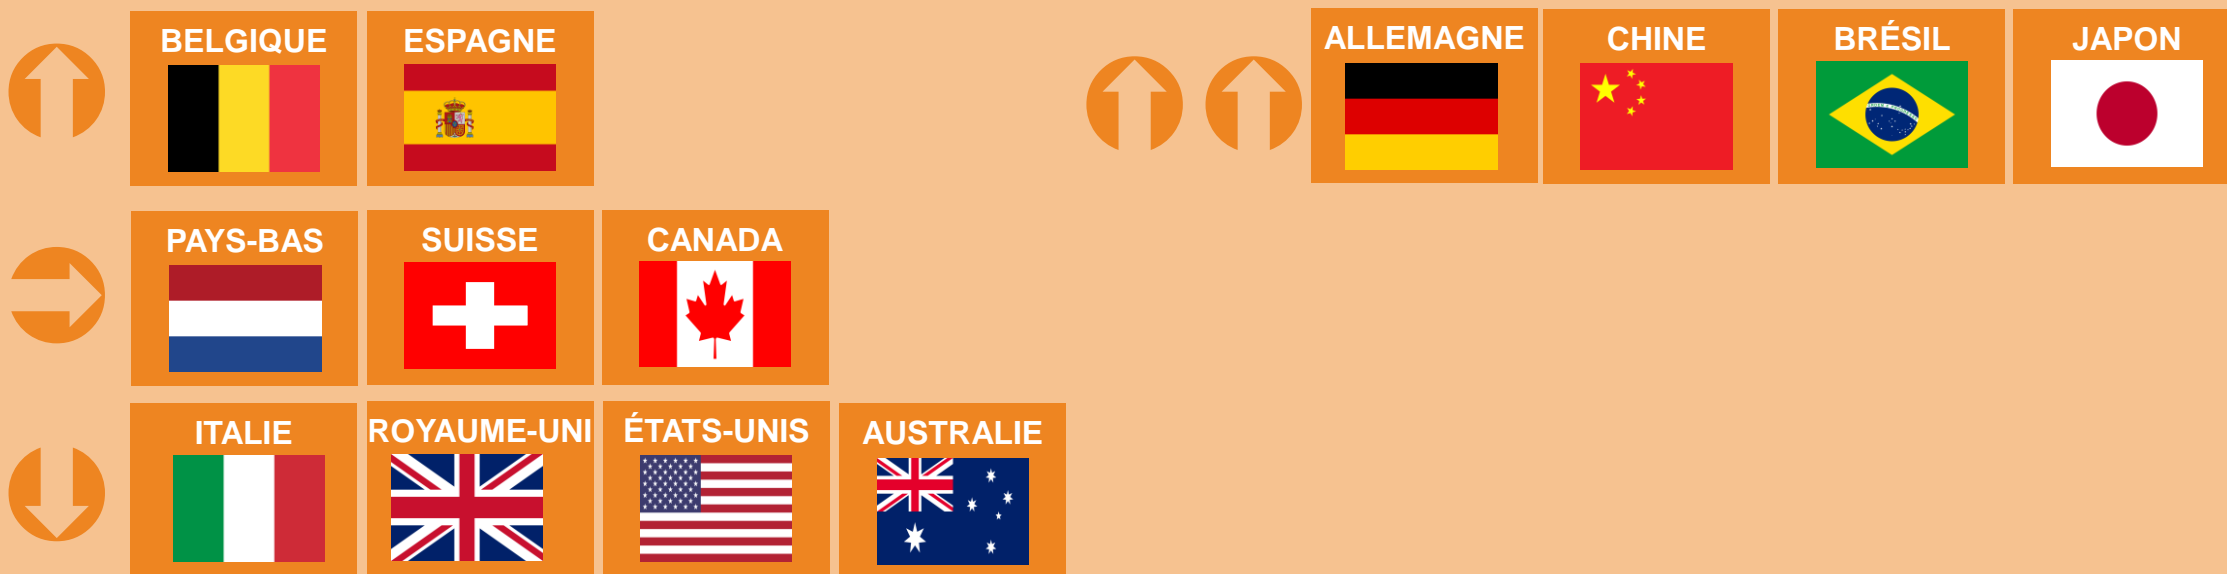 BELGIQUE
ESPAGNE
ALLEMAGNE
CHINE
BRÉSIL
JAPON
PAYS-BAS
SUISSE
CANADA
ITALIE
ROYAUME-UNI
ÉTATS-UNIS
AUSTRALIE